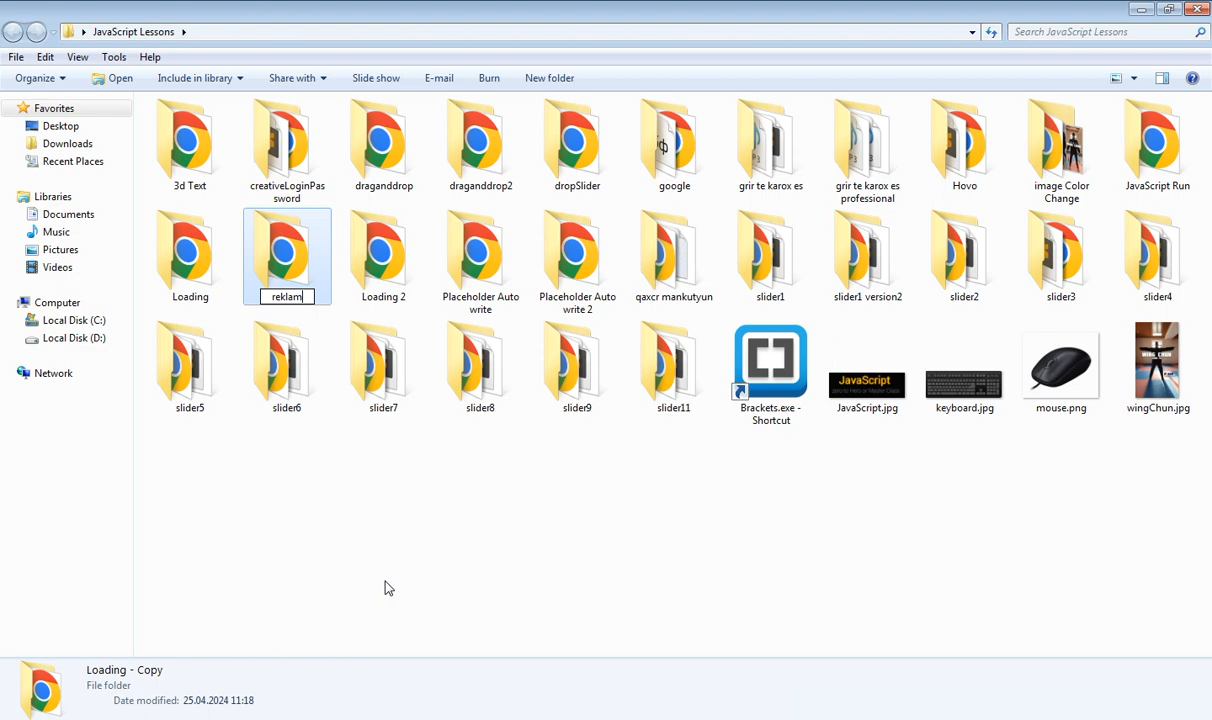 JavaScript Lessons
Search JavaScript Lessons
File Edit View Tools Help
Organize Open Include in library Share with Slide show E-mail Burn New folder
Favorites
Desktop
Downloads
Recent Places
Libraries
Documents
Music
Pictures
Videos
Computer
Local Disk (C:)
Local Disk (D:)
Network
3d Text
creativeLoginPas
sword
draganddrop
draganddrop2
dropSlider
google
grir te karox es
grir te karox es
professional
Hovo
image Color
Change
JavaScript Run
Loading
reklam
Loading 2
Placeholder Auto
write
Placeholder Auto
write 2
qaxcr mankutyun
slider1
slider1 version2
slider2
slider3
slider4
slider5
slider6
slider7
slider8
slider9
slider11
Brackets.exe -
Shortcut
JavaScript
JavaScript.jpg
keyboard.jpg
mouse.png
WING CHUN
wingChun.jpg
Loading - Copy
File folder
Date modified: 25.04.2024 11:18